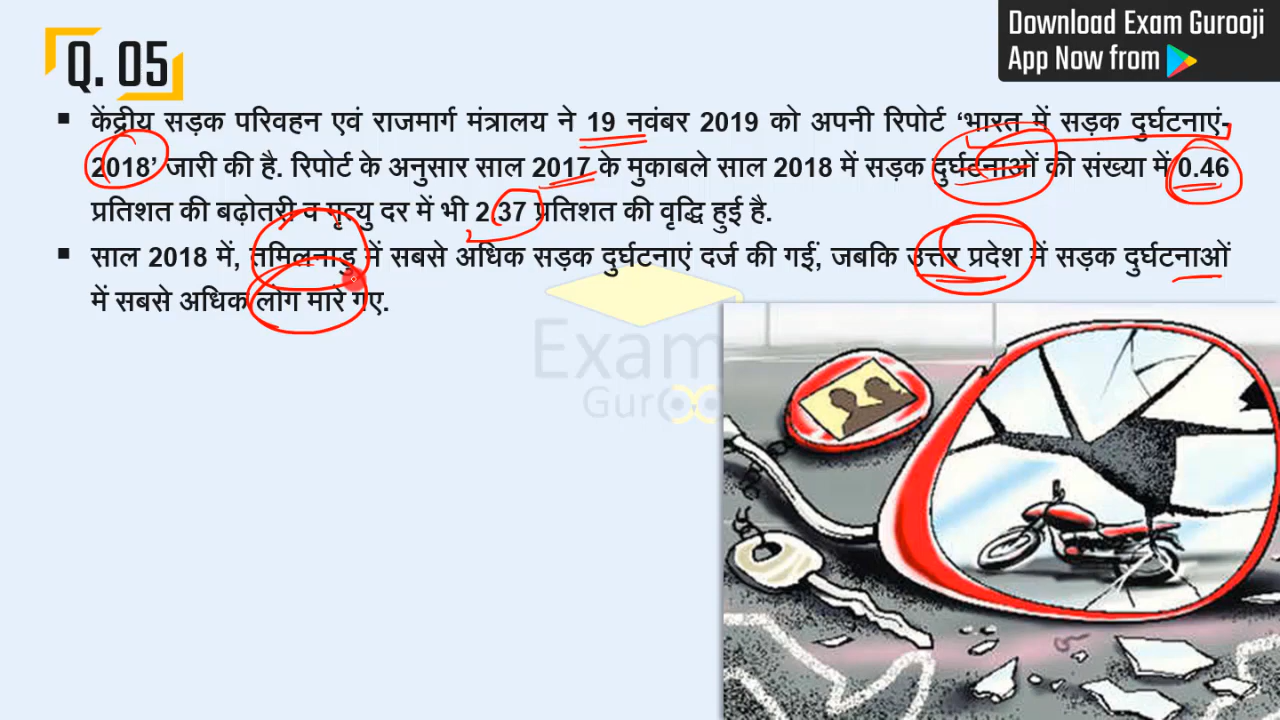 Download Exam Gurooji
App Now from
Q. 05
केंद्रीय सड़क परिवहन एवं राजमार्ग मंत्रालय ने 19 नवंबर 2019 को अपनी रिपोर्ट ‘भारत में सड़क दुर्घटनाएं-
2018’ जारी की है. रिपोर्ट के अनुसार साल 2017 के मुकाबले साल 2018 में सड़क दुर्घटनाओं की संख्या में 0.46
प्रतिशत की बढ़ोतरी व मृत्यु दर में भी 2.37 प्रतिशत की वृद्धि हुई है.
साल 2018 में, तमिलनाडु में सबसे अधिक सड़क दुर्घटनाएं दर्ज की गईं, जबकि उत्तर प्रदेश में सड़क दुर्घटनाओं
में सबसे अधिक लोग मारे गए.
Exam
Guroo